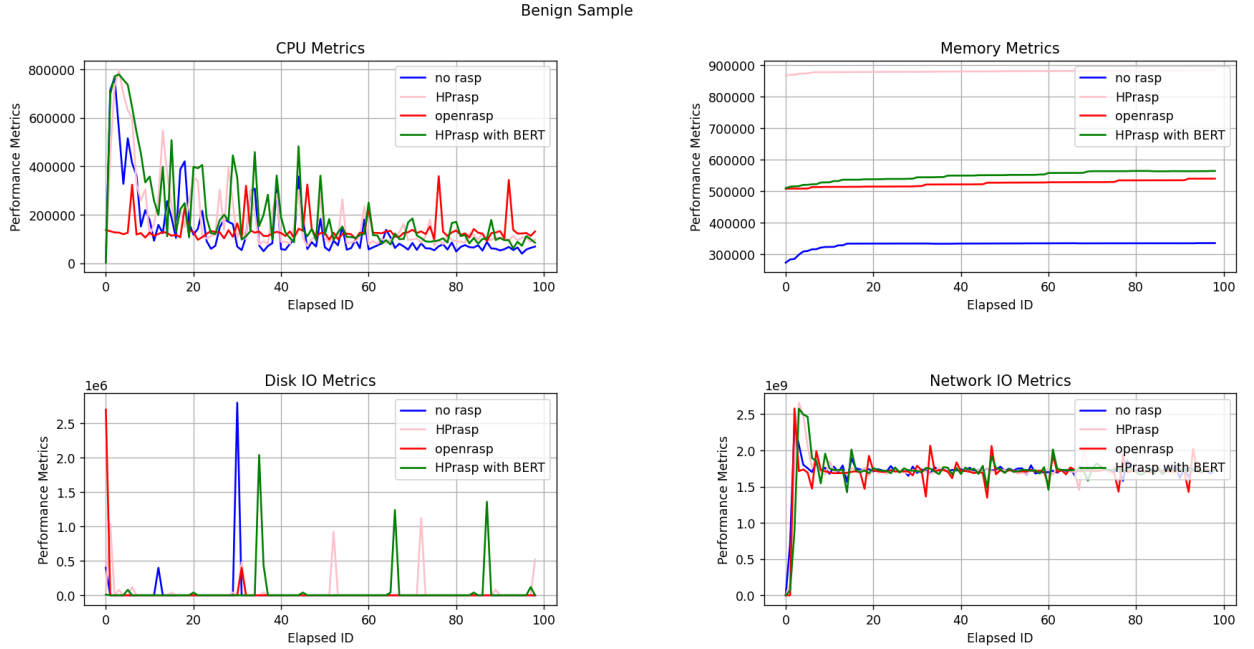 Benign Sample
CPU Metrics
Performance Metrics
800000
600000
400000
200000
0
no rasp
HPrasp
openrasp
HPrasp with BERT
0
20
40
60
80
100
Elapsed ID
Memory Metrics
Performance Metrics
900000
800000
700000
600000
500000
400000
300000
no rasp
HPrasp
openrasp
HPrasp with BERT
0
20
40
60
80
100
Elapsed ID
Disk IO Metrics
1e6
Performance Metrics
2.5
2.0
1.5
1.0
0.5
0.0
no rasp
HPrasp
openrasp
HPrasp with BERT
0
20
40
60
80
100
Elapsed ID
Network IO Metrics
1e9
Performance Metrics
2.5
2.0
1.5
1.0
0.5
0.0
no rasp
HPrasp
openrasp
HPrasp with BERT
0
20
40
60
80
100
Elapsed ID